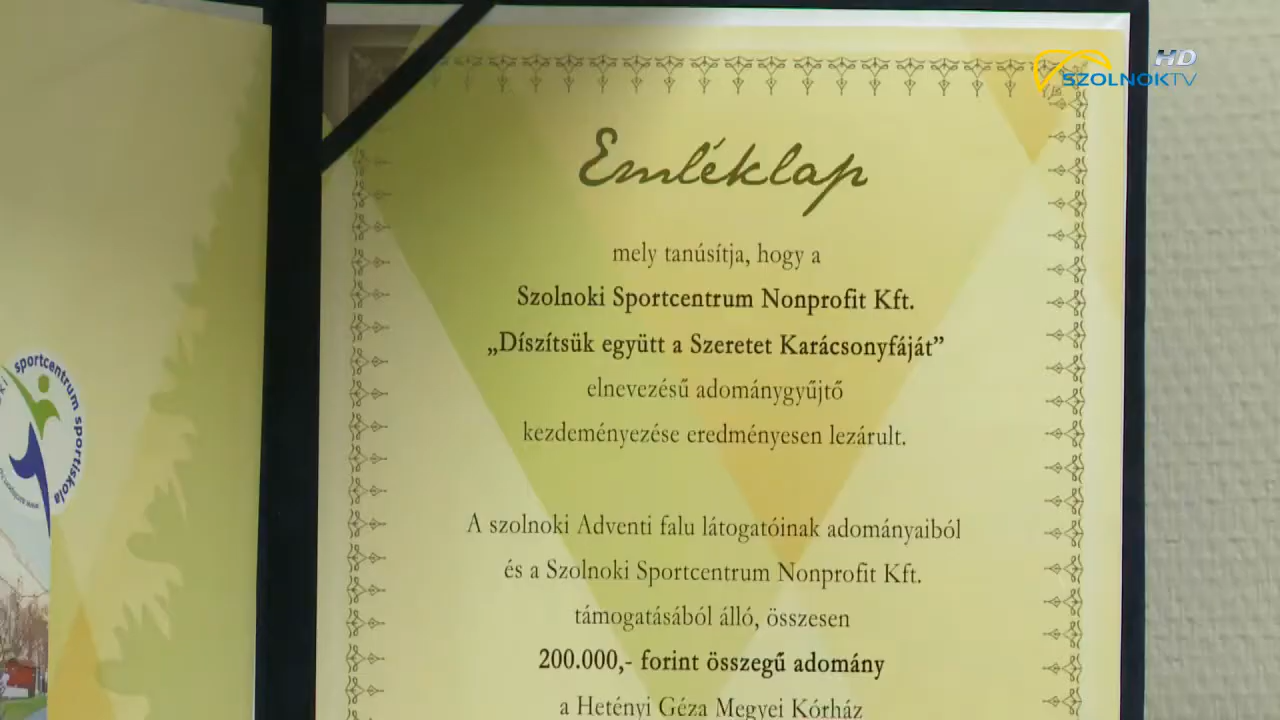 HD
SZOLNOKTV
Emléklap
mely tanúsítja, hogy a
Szolnoki Sportcentrum Nonprofit Kft.
„Díszítsük együtt a Szeretet Karácsonyfáját”
elnevezésű adománygyűjtő
kezdeményezése eredményesen lezárult.
A szolnoki Adventi falu látogatóinak adományaiból
és a Szolnoki Sportcentrum Nonprofit Kft.
támogatásából álló, összesen
200.000,- forint összegű adomány
a Hetényi Géza Megyei Kórház
sportcentrum sportiskola